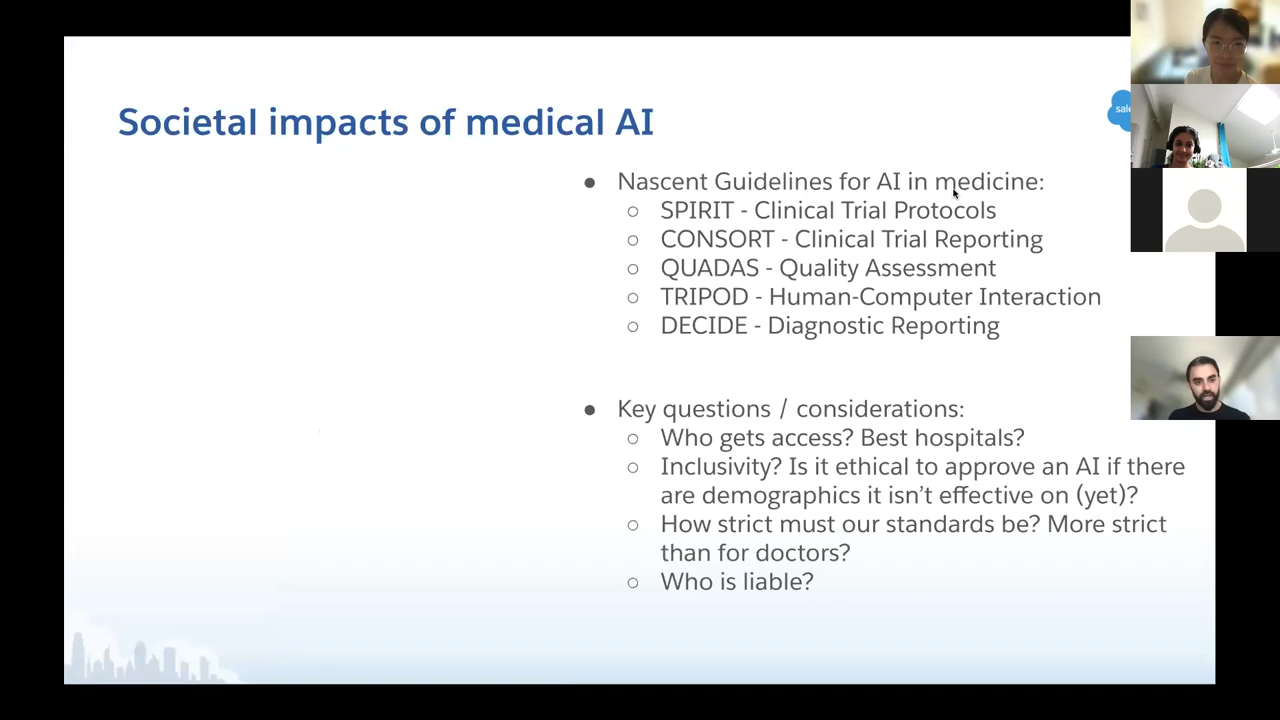 Societal impacts of medical AI
sale
● Nascent Guidelines for AI in medicine:
○ SPIRIT - Clinical Trial Protocols
○ CONSORT - Clinical Trial Reporting
○ QUADAS - Quality Assessment
○ TRIPOD - Human-Computer Interaction
○ DECIDE - Diagnostic Reporting
● Key questions / considerations:
○ Who gets access? Best hospitals?
○ Inclusivity? Is it ethical to approve an AI if there
are demographics it isn’t effective on (yet)?
○ How strict must our standards be? More strict
than for doctors?
○ Who is liable?